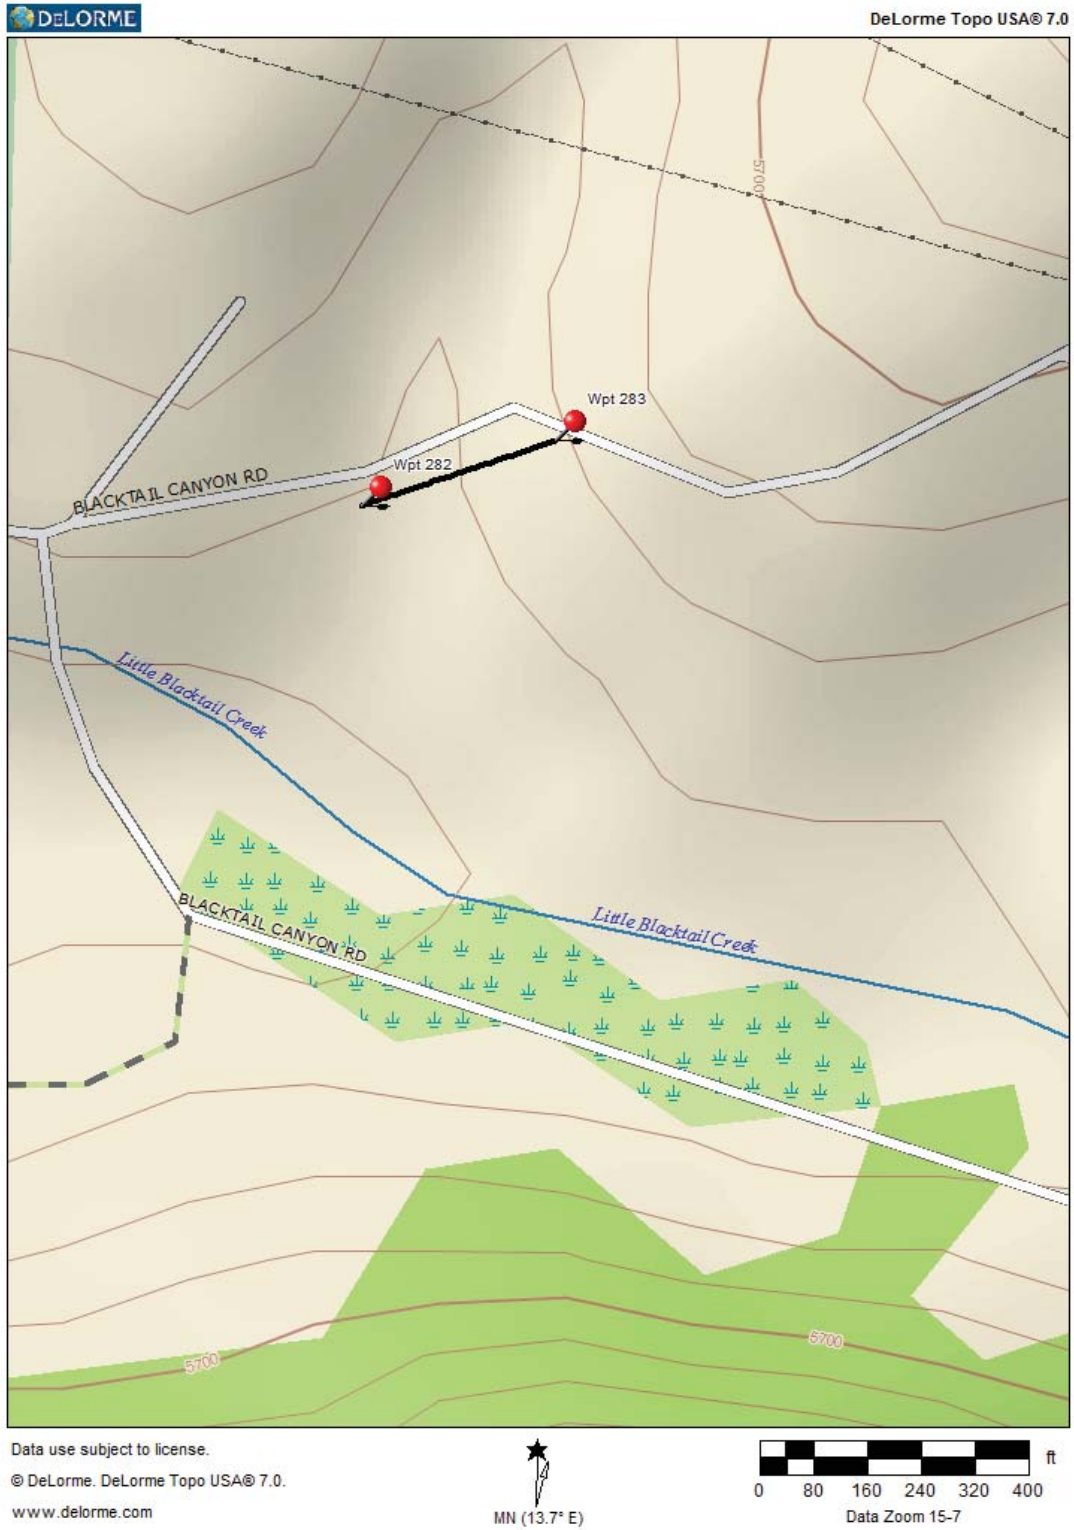 DELORME
DeLorme Topo USA® 7.0
5700
Wpt 283
Wpt 282
BLACKTAIL CANYON RD
Little Blacktail Creek
BLACKTAIL CANYON RD
Little Blacktail Creek
5700
5700
Data use subject to license.
© DeLorme. DeLorme Topo USA® 7.0.
www.delorme.com
MN (13.7° E)
ft
0 80 160 240 320 400
Data Zoom 15-7